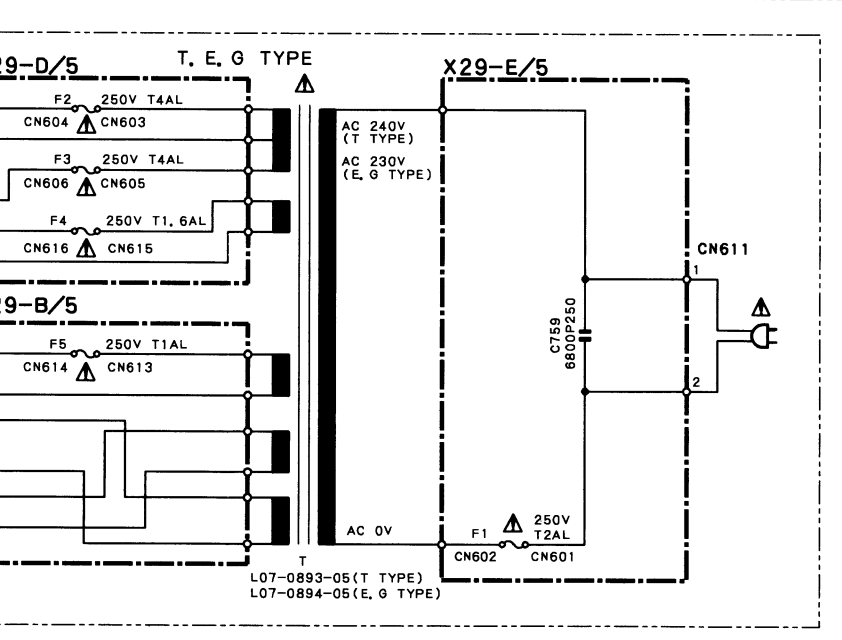 29-D/5
T. E. G TYPE
X29-E/5
F2 250V T4AL
CN604 CN603
AC 240V
(T TYPE)
AC 230V
(E. G TYPE)
F3 250V T4AL
CN606 CN605
F4 250V T1. 6AL
CN616 CN615
CN611
1
29-B/5
F5 250V T1AL
CN614 CN613
C759
6800P250
2
AC 0V
F1
250V
T2AL
CN602
CN601
T
L07-0893-05(T TYPE)
L07-0894-05(E. G TYPE)